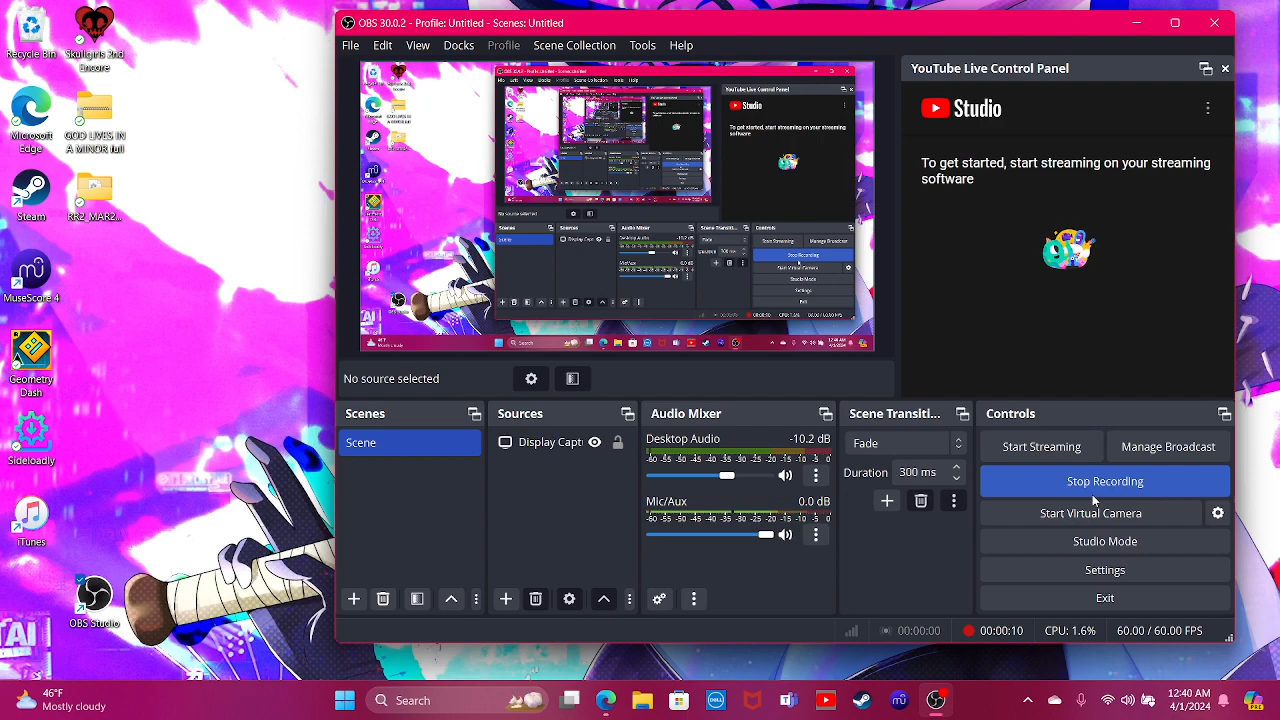 Recycle Bin
Skullgirls 2nd
Encore
Microsoft
Edge
GOD LIVES IN
A MINOR full
Steam
RR2_MAR2...
MuseScore 4
Geometry
Dash
Sideloadly
iTunes
OBS Studio
OBS 30.0.2 - Profile: Untitled - Scenes: Untitled
File Edit View Docks Profile Scene Collection Tools Help
YouTube Live Control Panel
Studio
To get started, start streaming on your streaming
software
No source selected
Scenes
Scene
Sources
Display Capt
Audio Mixer
Desktop Audio -10.2 dB
-60 -55 -50 -45 -40 -35 -30 -25 -20 -15 -10 -5 0
Mic/Aux 0.0 dB
-60 -55 -50 -45 -40 -35 -30 -25 -20 -15 -10 -5 0
Scene Transiti...
Fade
Duration 300 ms
Controls
Start Streaming Manage Broadcast
Stop Recording
Start Virtual Camera
Studio Mode
Settings
Exit
00:00:00 00:00:10 CPU: 1.6% 60.00 / 60.00 FPS
46°F
Mostly cloudy
Search
DELL
12:40 AM
4/1/2024
PRE